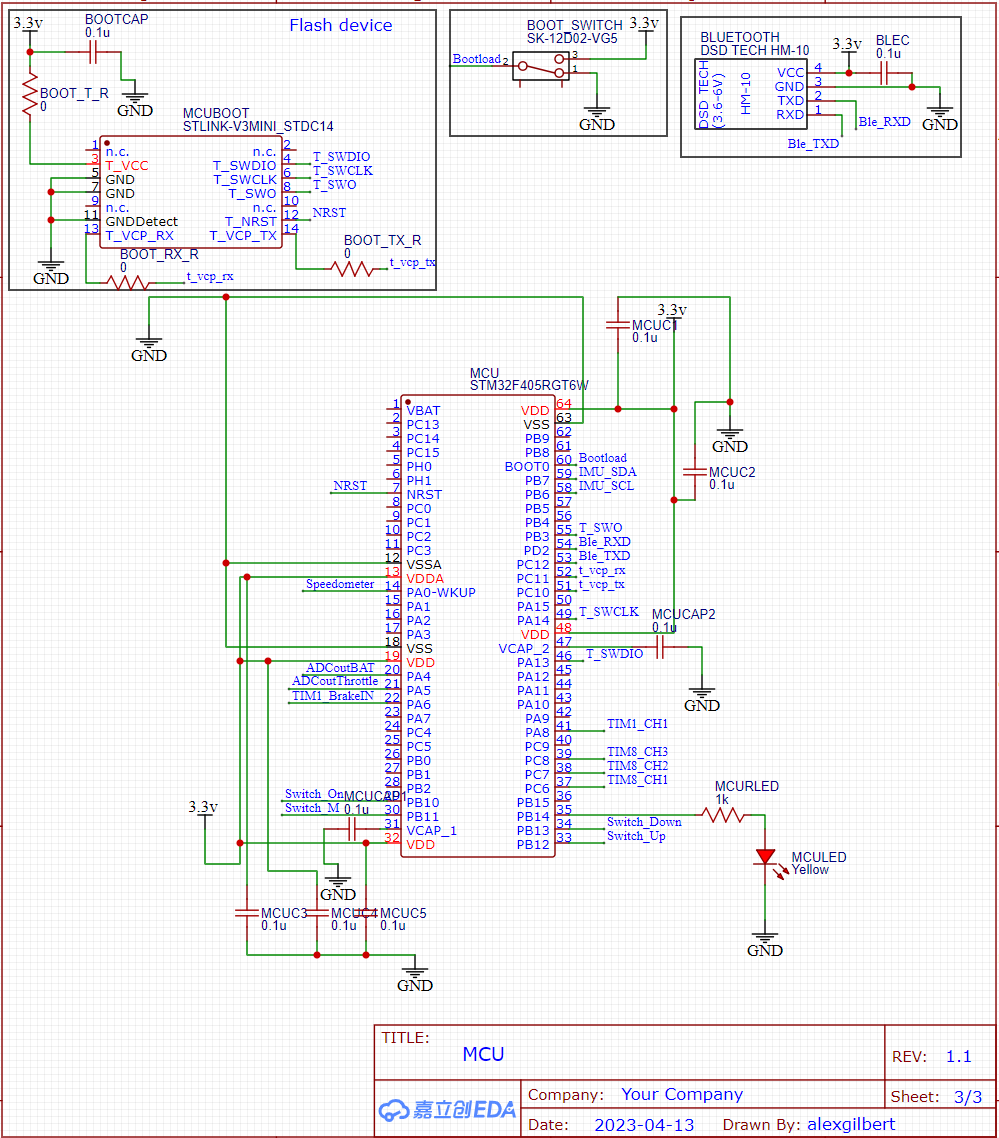 3.3v
BOOTCAP
0.1u
Flash device
BOOT_T_R
0
GND
MCUBOOT
STLINK-V3MINI_STDC14
1 n.c. n.c. 2
3 T_VCC T_SWDIO 4 T_SWDIO
5 GND T_SWCLK 6 T_SWCLK
7 GND T_SWO 8 T_SWO
9 n.c. n.c. 10
11 GNDDetect T_NRST 12 NRST
13 T_VCP_RX T_VCP_TX 14
BOOT_RX_R
0
t_vcp_rx
BOOT_TX_R
0
t_vcp_tx
GND
BOOT_SWITCH
SK-12D02-VG5
3.3v
Bootload 2
3
1
GND
BLUETOOTH
DSD TECH HM-10
3.3v
BLEC
0.1u
DSD TECH
(3.6-6V)
HM-10
VCC 4
GND 3
TXD 2
RXD 1
Ble_RXD
Ble_TXD
GND
GND
3.3v
MCUC1
0.1u
GND
MCUC2
0.1u
MCU
STM32F405RGT6W
1 VBAT VDD 64
2 PC13 VSS 63
3 PC14 PB9 62
4 PC15 PB8 61
5 PH0 BOOT0 60 Bootload
6 PH1 PB7 59 IMU_SDA
NRST 7 NRST PB6 58 IMU_SCL
8 PC0 PB5 57
9 PC1 PB4 56
10 PC2 PB3 55 T_SWO
11 PC3 PD2 54 Ble_RXD
12 VSSA PC12 53 Ble_TXD
13 VDDA PC11 52 t_vcp_rx
Speedometer 14 PA0-WKUP PC10 51 t_vcp_tx
15 PA1 PA15 50
16 PA2 PA14 49 T_SWCLK
17 PA3 VDD 48
18 VSS VCAP_2 47
19 VDD PA13 46 T_SWDIO
ADCoutBAT 20 PA4 PA12 45
ADCoutThrottle 21 PA5 PA11 44
TIM1_BrakeIN 22 PA6 PA10 43
23 PA7 PA9 42
24 PC4 PA8 41 TIM1_CH1
25 PC5 PC9 40
26 PB0 PC8 39 TIM8_CH3
27 PB1 PC7 38 TIM8_CH2
28 PB2 PC6 37 TIM8_CH1
Switch_On 29 PB10 PB15 36
Switch_M 30 PB11 PB14 35
31 VCAP_1 PB13 34 Switch_Down
32 VDD PB12 33 Switch_Up
MCUCAP2
0.1u
GND
MCUCAP1
0.1u
GND
3.3v
MCUC3
0.1u
MCUC4
0.1u
MCUC5
0.1u
GND
MCURLED
1k
MCULED
Yellow
GND
TITLE:
MCU
REV: 1.1
嘉立创EDA
Company: Your Company
Sheet: 3/3
Date: 2023-04-13 Drawn By: alexgilbert